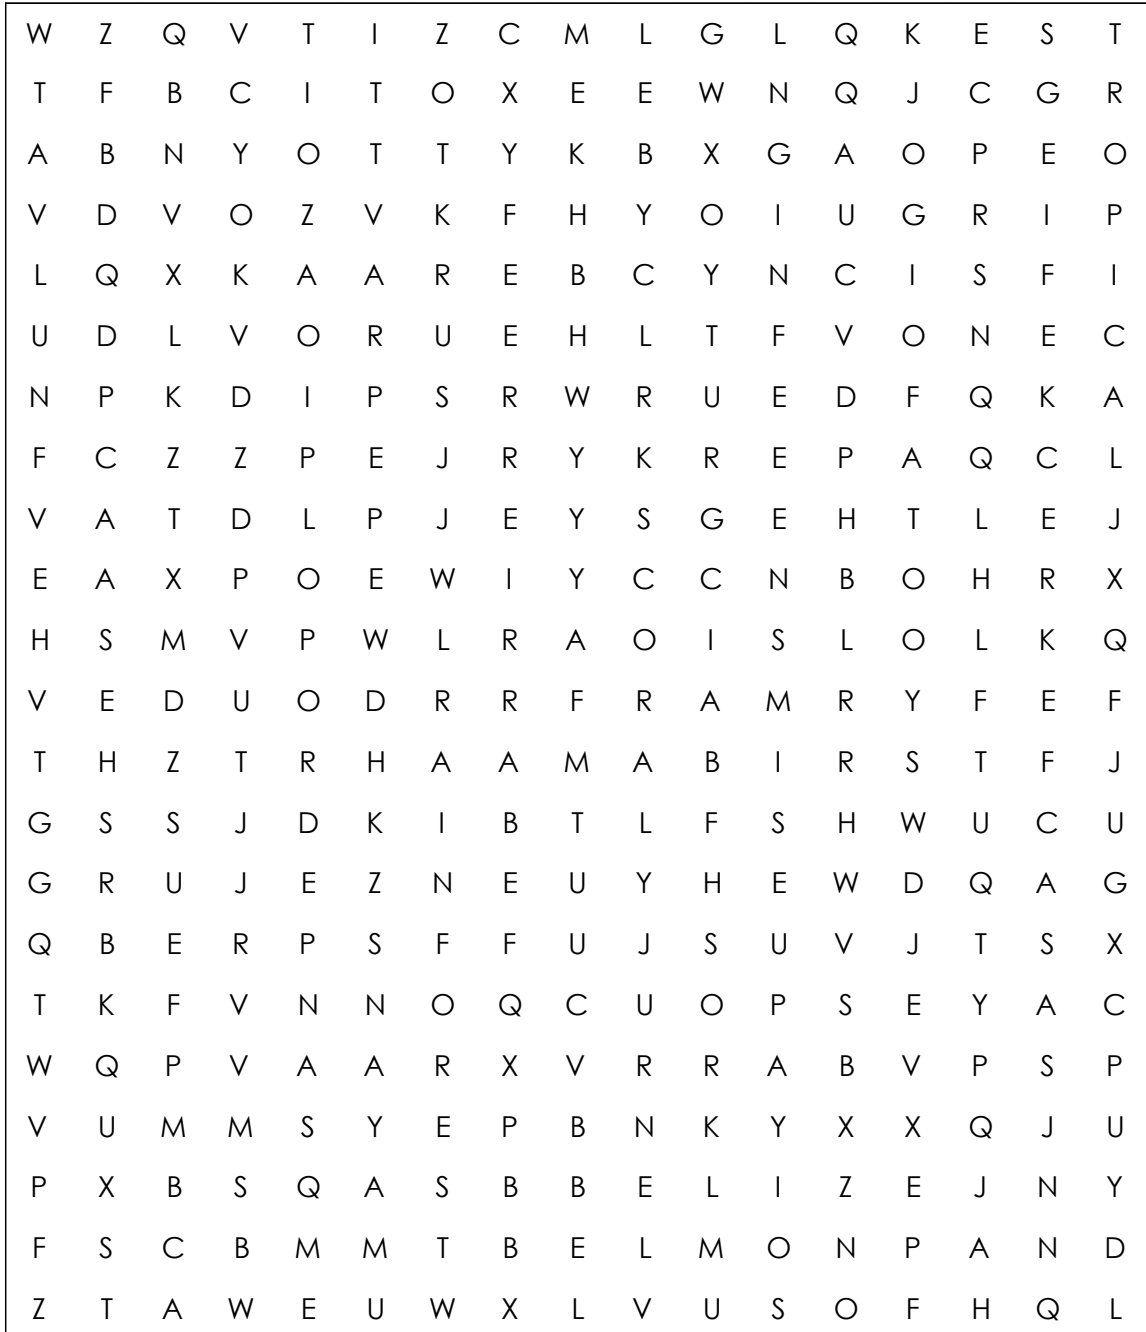 W Z Q V T I Z C M L G L Q K E S T
T F B C I T O X E E W N Q J C G R
A B N Y O T T Y K B X G A O P E O
V D V O Z V K F H Y O I U G R I P
L Q X K A A R E B C Y N C I S F I
U D L V O R U E H L T F V O N E C
N P K D I P S R W R U E D F Q K A
F C Z Z P E J R Y K R E P A Q C L
V A T D L P J E Y S G E H T L E J
E A X P O E W I Y C C N B O H R X
H S M V P W L R A O I S L O L K Q
V E D U O D R R F R A M R Y F E F
T H Z T R H A A M A B I R S T F J
G S S J D K I B T L F S H W U C U
G R U J E Z N E U Y H E W D Q A G
Q B E R P S F F U J S U V J T S X
T K F V N N O Q C U O P S E Y A C
W Q P V A A R X V R R A B V P S P
V U M M S Y E P B N K Y X X Q J U
P X B S Q A S B B E L I Z E J N Y
F S C B M M T B E L M O N P A N D
Z T A W E U W X L V U S O F H Q L